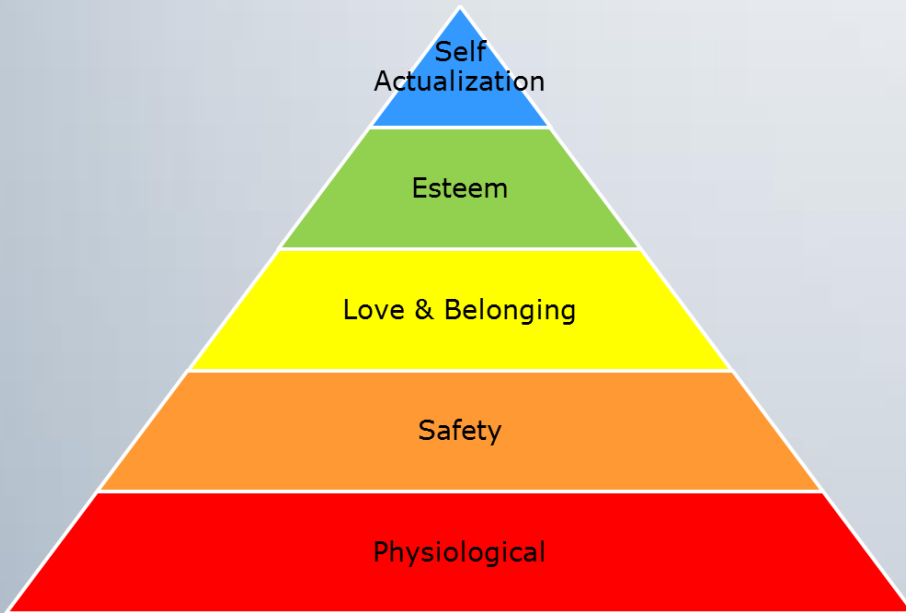 Self
Actualization
Esteem
Love & Belonging
Safety
Physiological